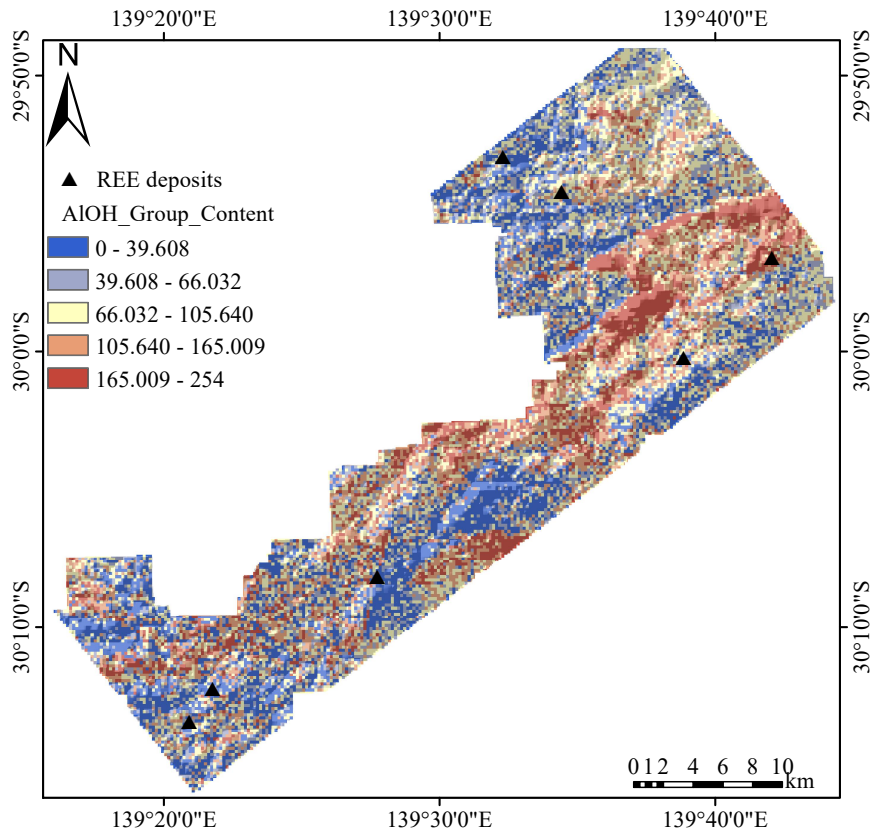 139°20'0"E 139°30'0"E 139°40'0"E
29°50'0"S 29°50'0"S
N
REE deposits
AlOH_Group_Content
0 - 39.608
39.608 - 66.032
66.032 - 105.640
105.640 - 165.009
165.009 - 254
30°0'0"S 30°0'0"S
30°10'0"S 30°10'0"S
0 1 2 4 6 8 10
km
139°20'0"E 139°30'0"E 139°40'0"E